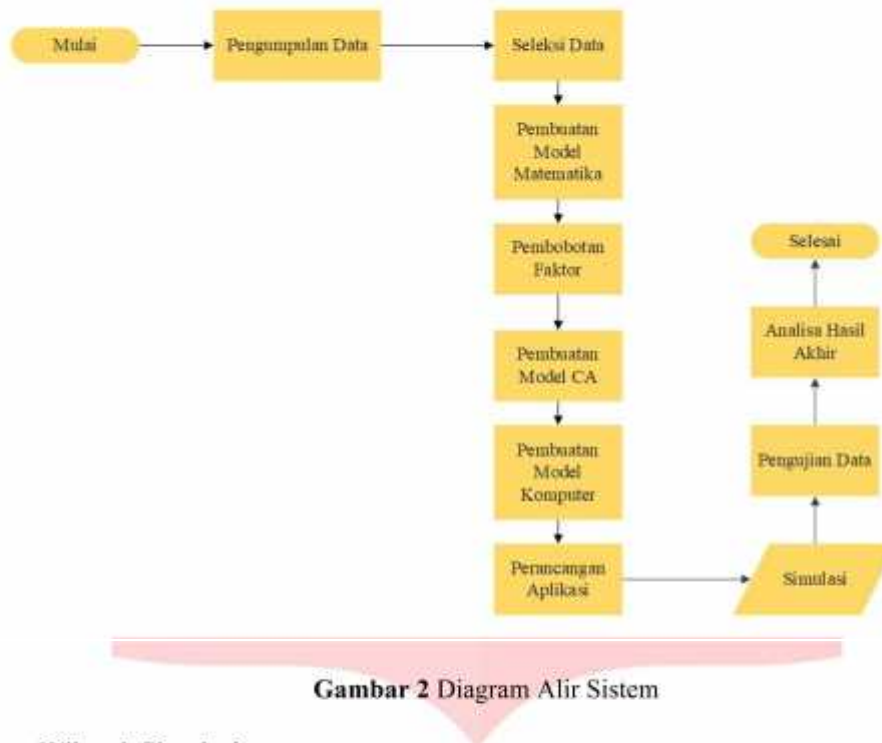 Mulai
Pengumpulan Data
Seleksi Data
Pembuatan
Model
Matematika
Pembobotan
Faktor
Pembuatan
Model CA
Pembuatan
Model
Komputer
Perancangan
Aplikasi
Simulasi
Pengujian Data
Analisa Hasil
Akhir
Selesai
Gambar 2 Diagram Alir Sistem